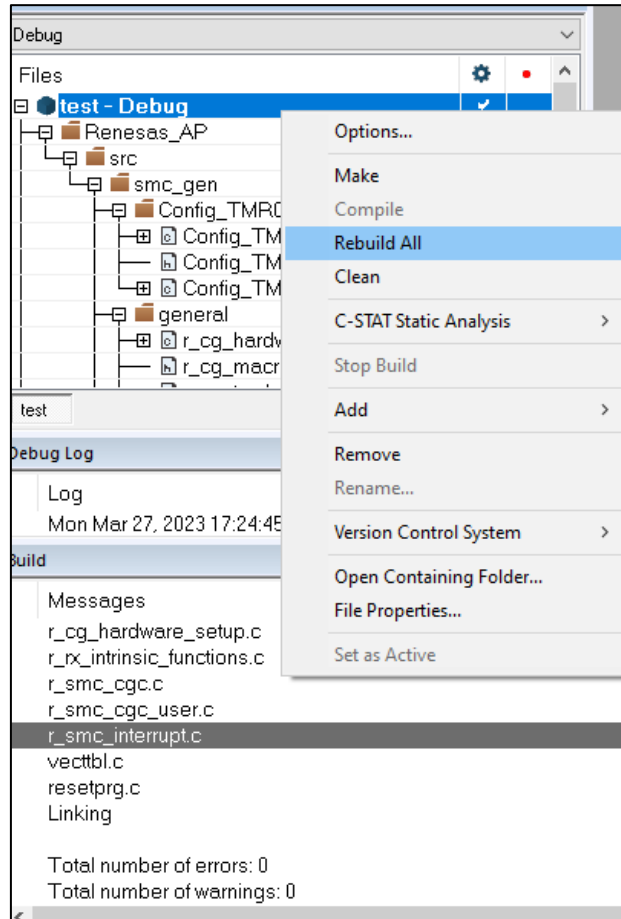 Debug
Files
test - Debug
Renesas_AP
src
smc_gen
Config_TMR0
Config_TM
Config_TM
Config_TM
general
r_cg_hardw
r_cg_macr
test
Debug Log
Log
Mon Mar 27, 2023 17:24:45
Build
Messages
r_cg_hardware_setup.c
r_rx_intrinsic_functions.c
r_smc_cgc.c
r_smc_cgc_user.c
r_smc_interrupt.c
vecttbl.c
resetprg.c
Linking
Total number of errors: 0
Total number of warnings: 0
Options...
Make
Compile
Rebuild All
Clean
C-STAT Static Analysis
Stop Build
Add
Remove
Rename...
Version Control System
Open Containing Folder...
File Properties...
Set as Active